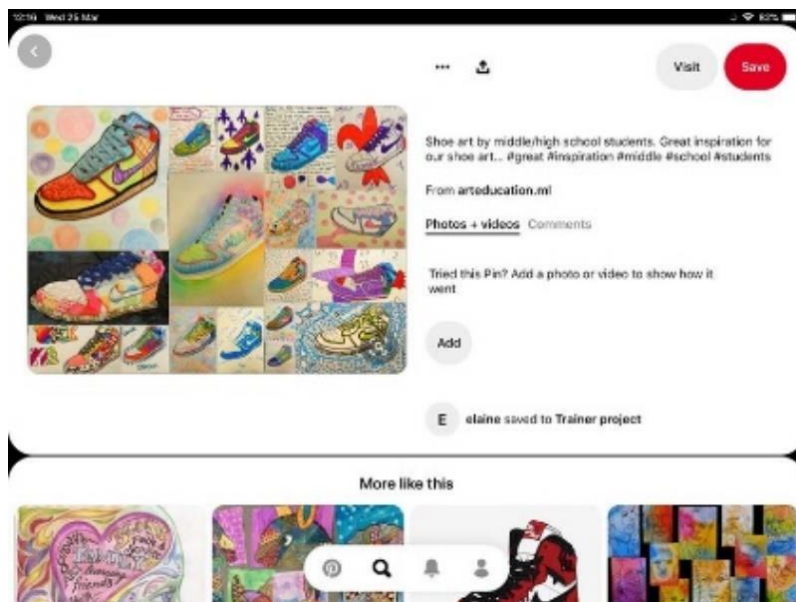 12:16 Wed 25 Mar
82%
Visit
Save
Shoe art by middle/high school students. Great inspiration for
our shoe art... #great #inspiration #middle #school #students
From arteducation.ml
Photos + videos Comments
Tried this Pin? Add a photo or video to show how it
went
Add
E elaine saved to Trainer project
More like this
friends